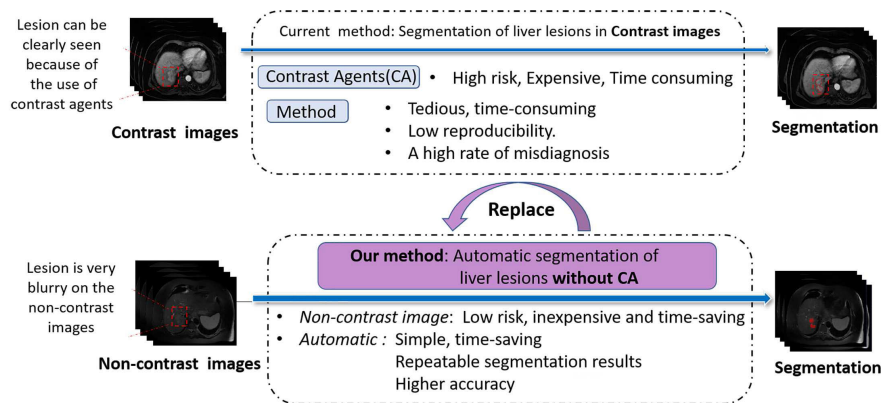 Lesion can be
clearly seen
because of
the use of
contrast agents
Contrast images
Current method: Segmentation of liver lesions in Contrast images
Contrast Agents(CA)
• High risk, Expensive, Time consuming
Method
• Tedious, time-consuming
• Low reproducibility.
• A high rate of misdiagnosis
Segmentation
Replace
Our method: Automatic segmentation of
liver lesions without CA
Lesion is very
blurry on the
non-contrast
images
Non-contrast images
• Non-contrast image: Low risk, inexpensive and time-saving
• Automatic : Simple, time-saving
Repeatable segmentation results
Higher accuracy
Segmentation